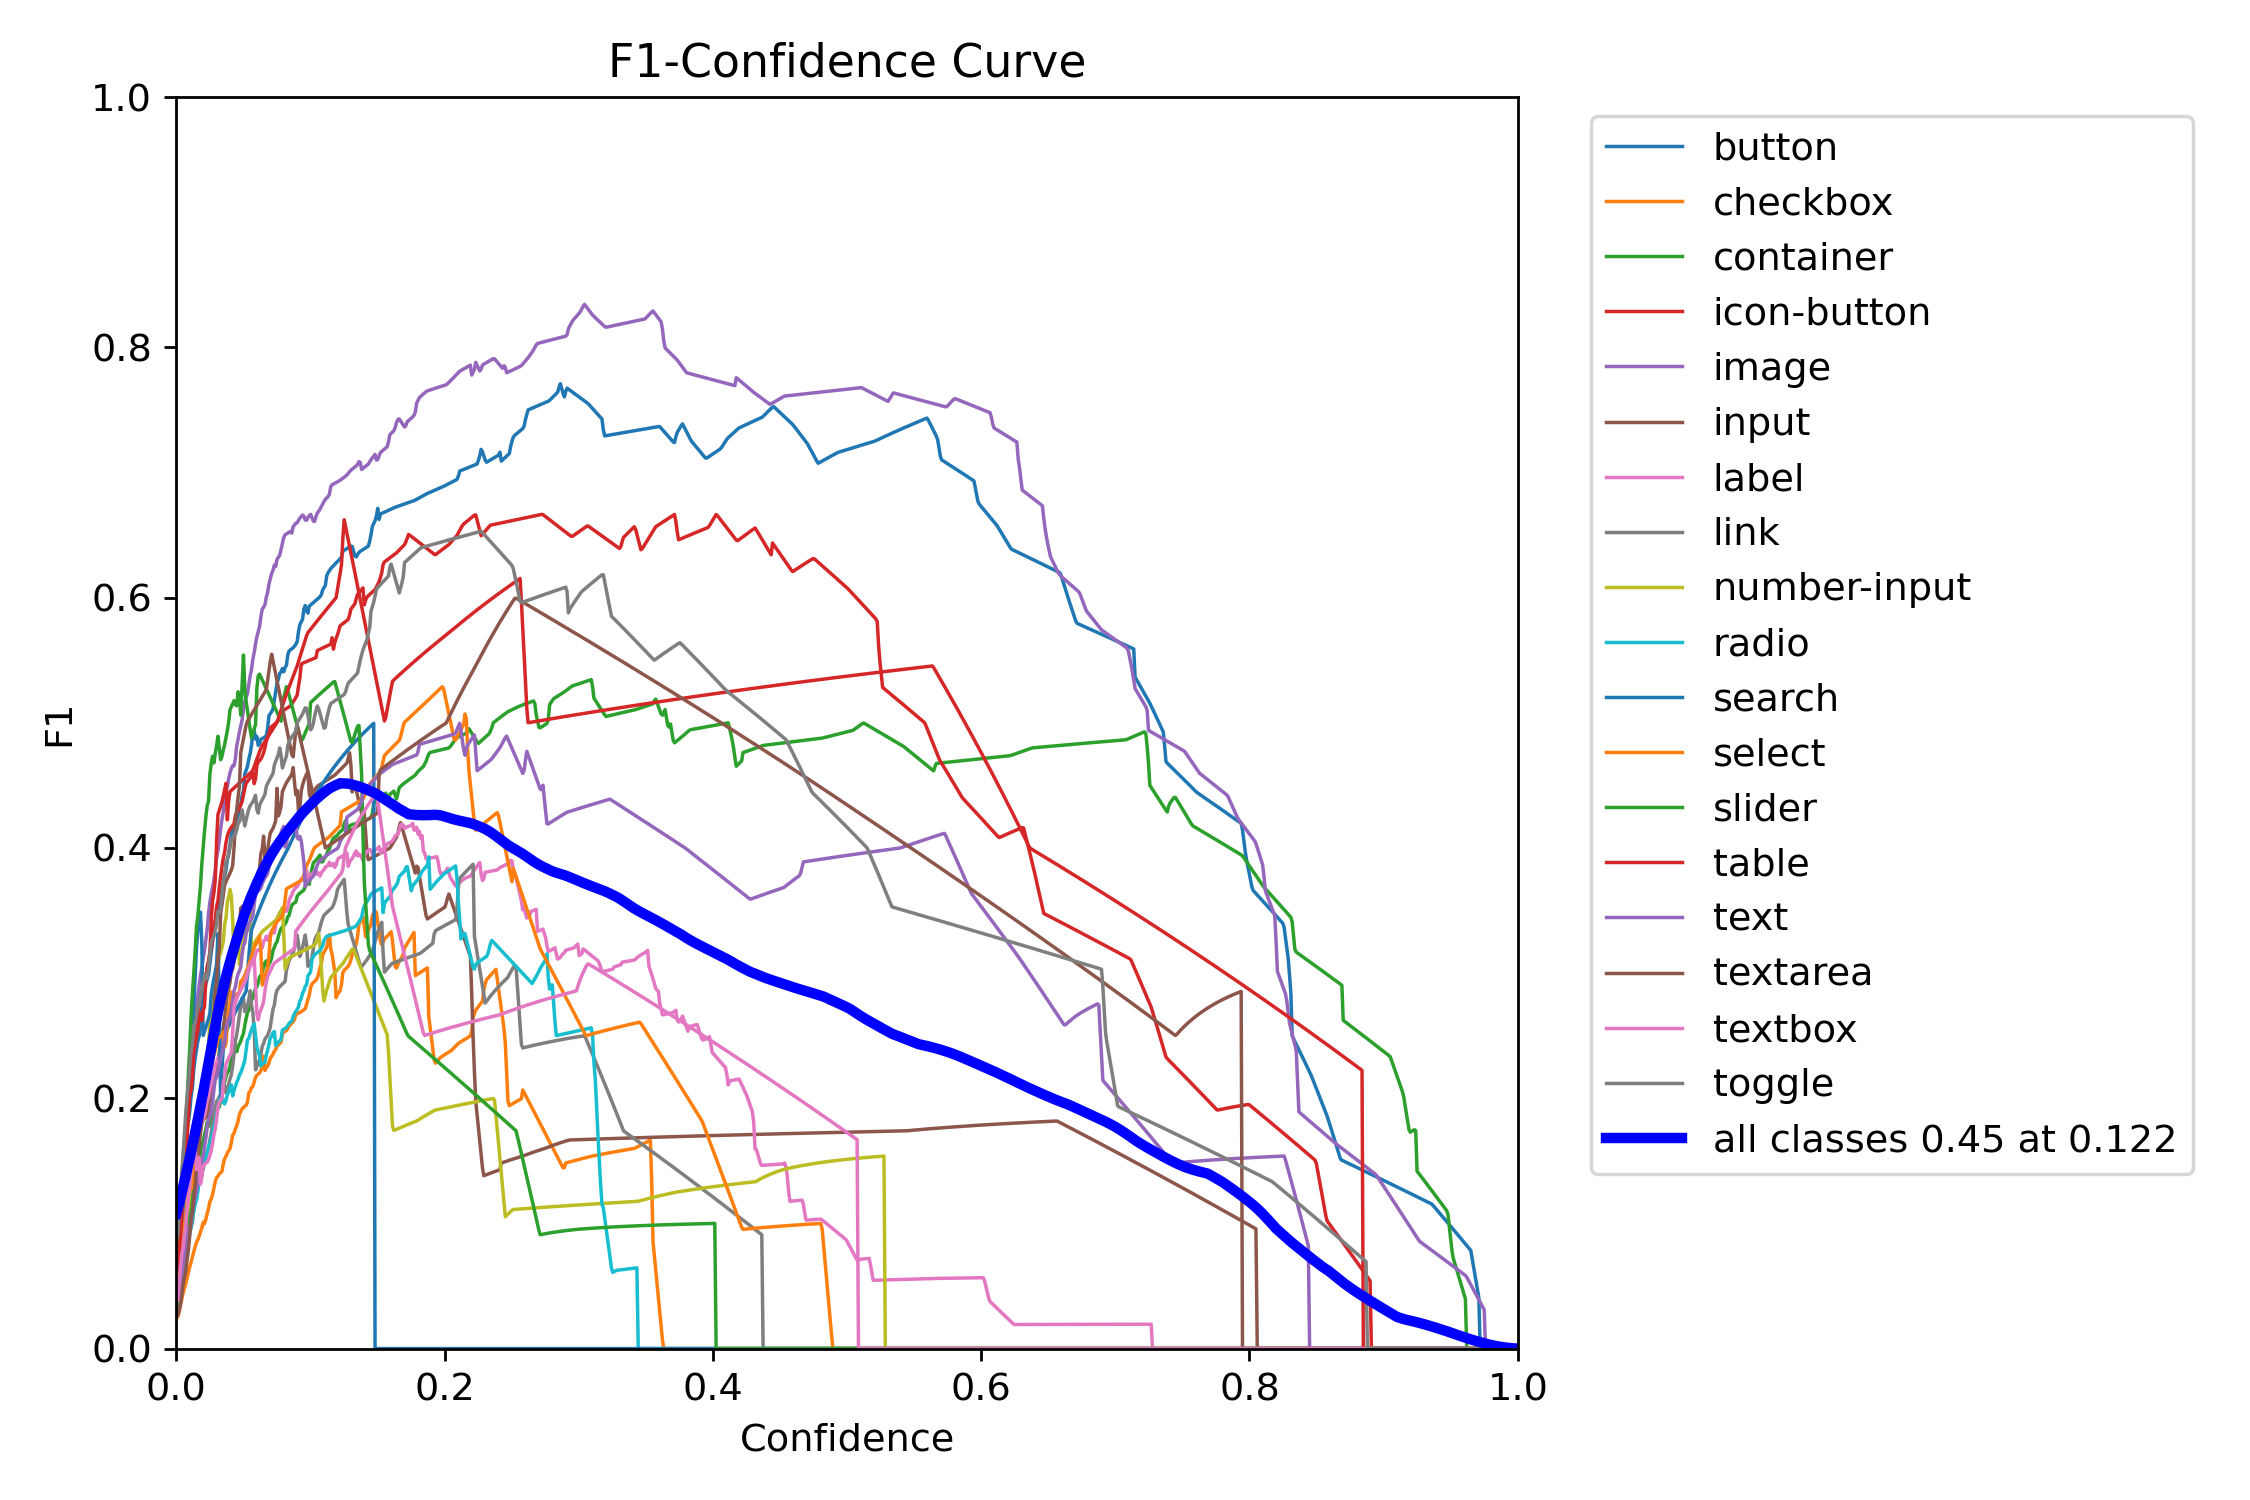 F1-Confidence Curve
1.0
0.8
0.6
0.4
0.2
0.0
F1
0.0 0.2 0.4 0.6 0.8 1.0
Confidence
button
checkbox
container
icon-button
image
input
label
link
number-input
radio
search
select
slider
table
text
textarea
textbox
toggle
all classes 0.45 at 0.122